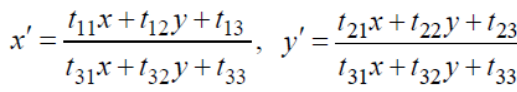 x′ = (t₁₁x + t₁₂y + t₁₃) / (t₃₁x + t₃₂y + t₃₃), y′ = (t₂₁x + t₂₂y + t₂₃) / (t₃₁x + t₃₂y + t₃₃)